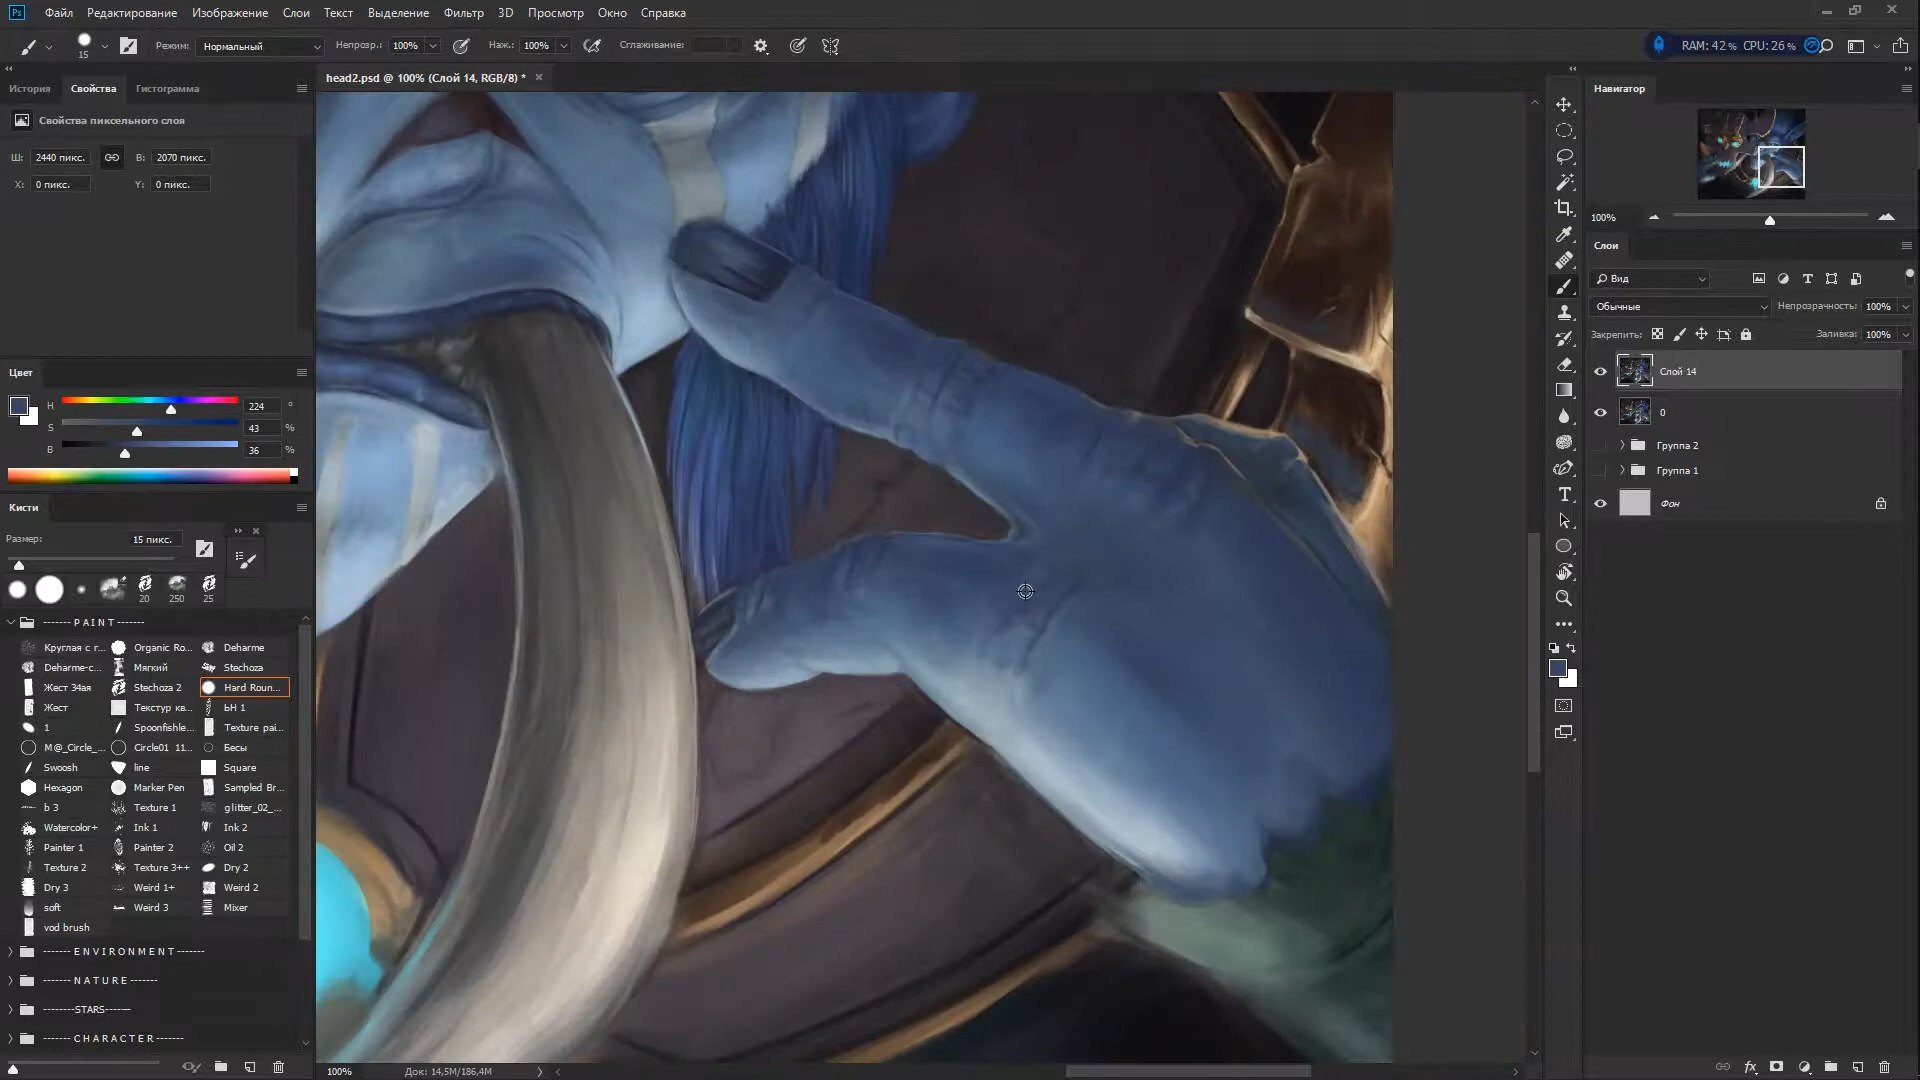 Ps Файл Редактирование Изображение Слои Текст Выделение Фильтр 3D Просмотр Окно Справка
15 Режим: Нормальный Непрозр.: 100% Наж.: 100% Сглаживание: RAM: 42 % CPU: 26 %
История Свойства Гистограмма
head2.psd @ 100% (Слой 14, RGB/8) *
Навигатор
Свойства пиксельного слоя
Ш: 2440 пикс. В: 2070 пикс.
X: 0 пикс. Y: 0 пикс.
100%
Слои
Вид
Обычные Непрозрачность: 100%
Закрепить: Заливка: 100%
Слой 14
0
Группа 2
Группа 1
Фон
Цвет
H 224 °
S 43 %
B 36 %
Кисти
Размер: 15 пикс.
20 250 25
------- P A I N T -------
Круглая с г... Organic Ro... Deharme
Deharme-c... Мягкий Stechoza
Жест 34ая Stechoza 2 Hard Roun...
Жест Текстур кв... ЬН 1
1 Spoonfishle... Texture pai...
M@_Circle_... Circle01_11... Бесы
Swoosh line Square
Hexagon Marker Pen Sampled Br...
b 3 Texture 1 glitter_02_...
Watercolor+ Ink 1 Ink 2
Painter 1 Painter 2 Oil 2
Texture 2 Texture 3++ Dry 2
Dry 3 Weird 1+ Weird 2
soft Weird 3 Mixer
vod brush
------- E N V I R O N M E N T -------
------- N A T U R E -------
--------STARS-------
------- C H A R A C T E R -------
100% Док: 14,5M/186,4M